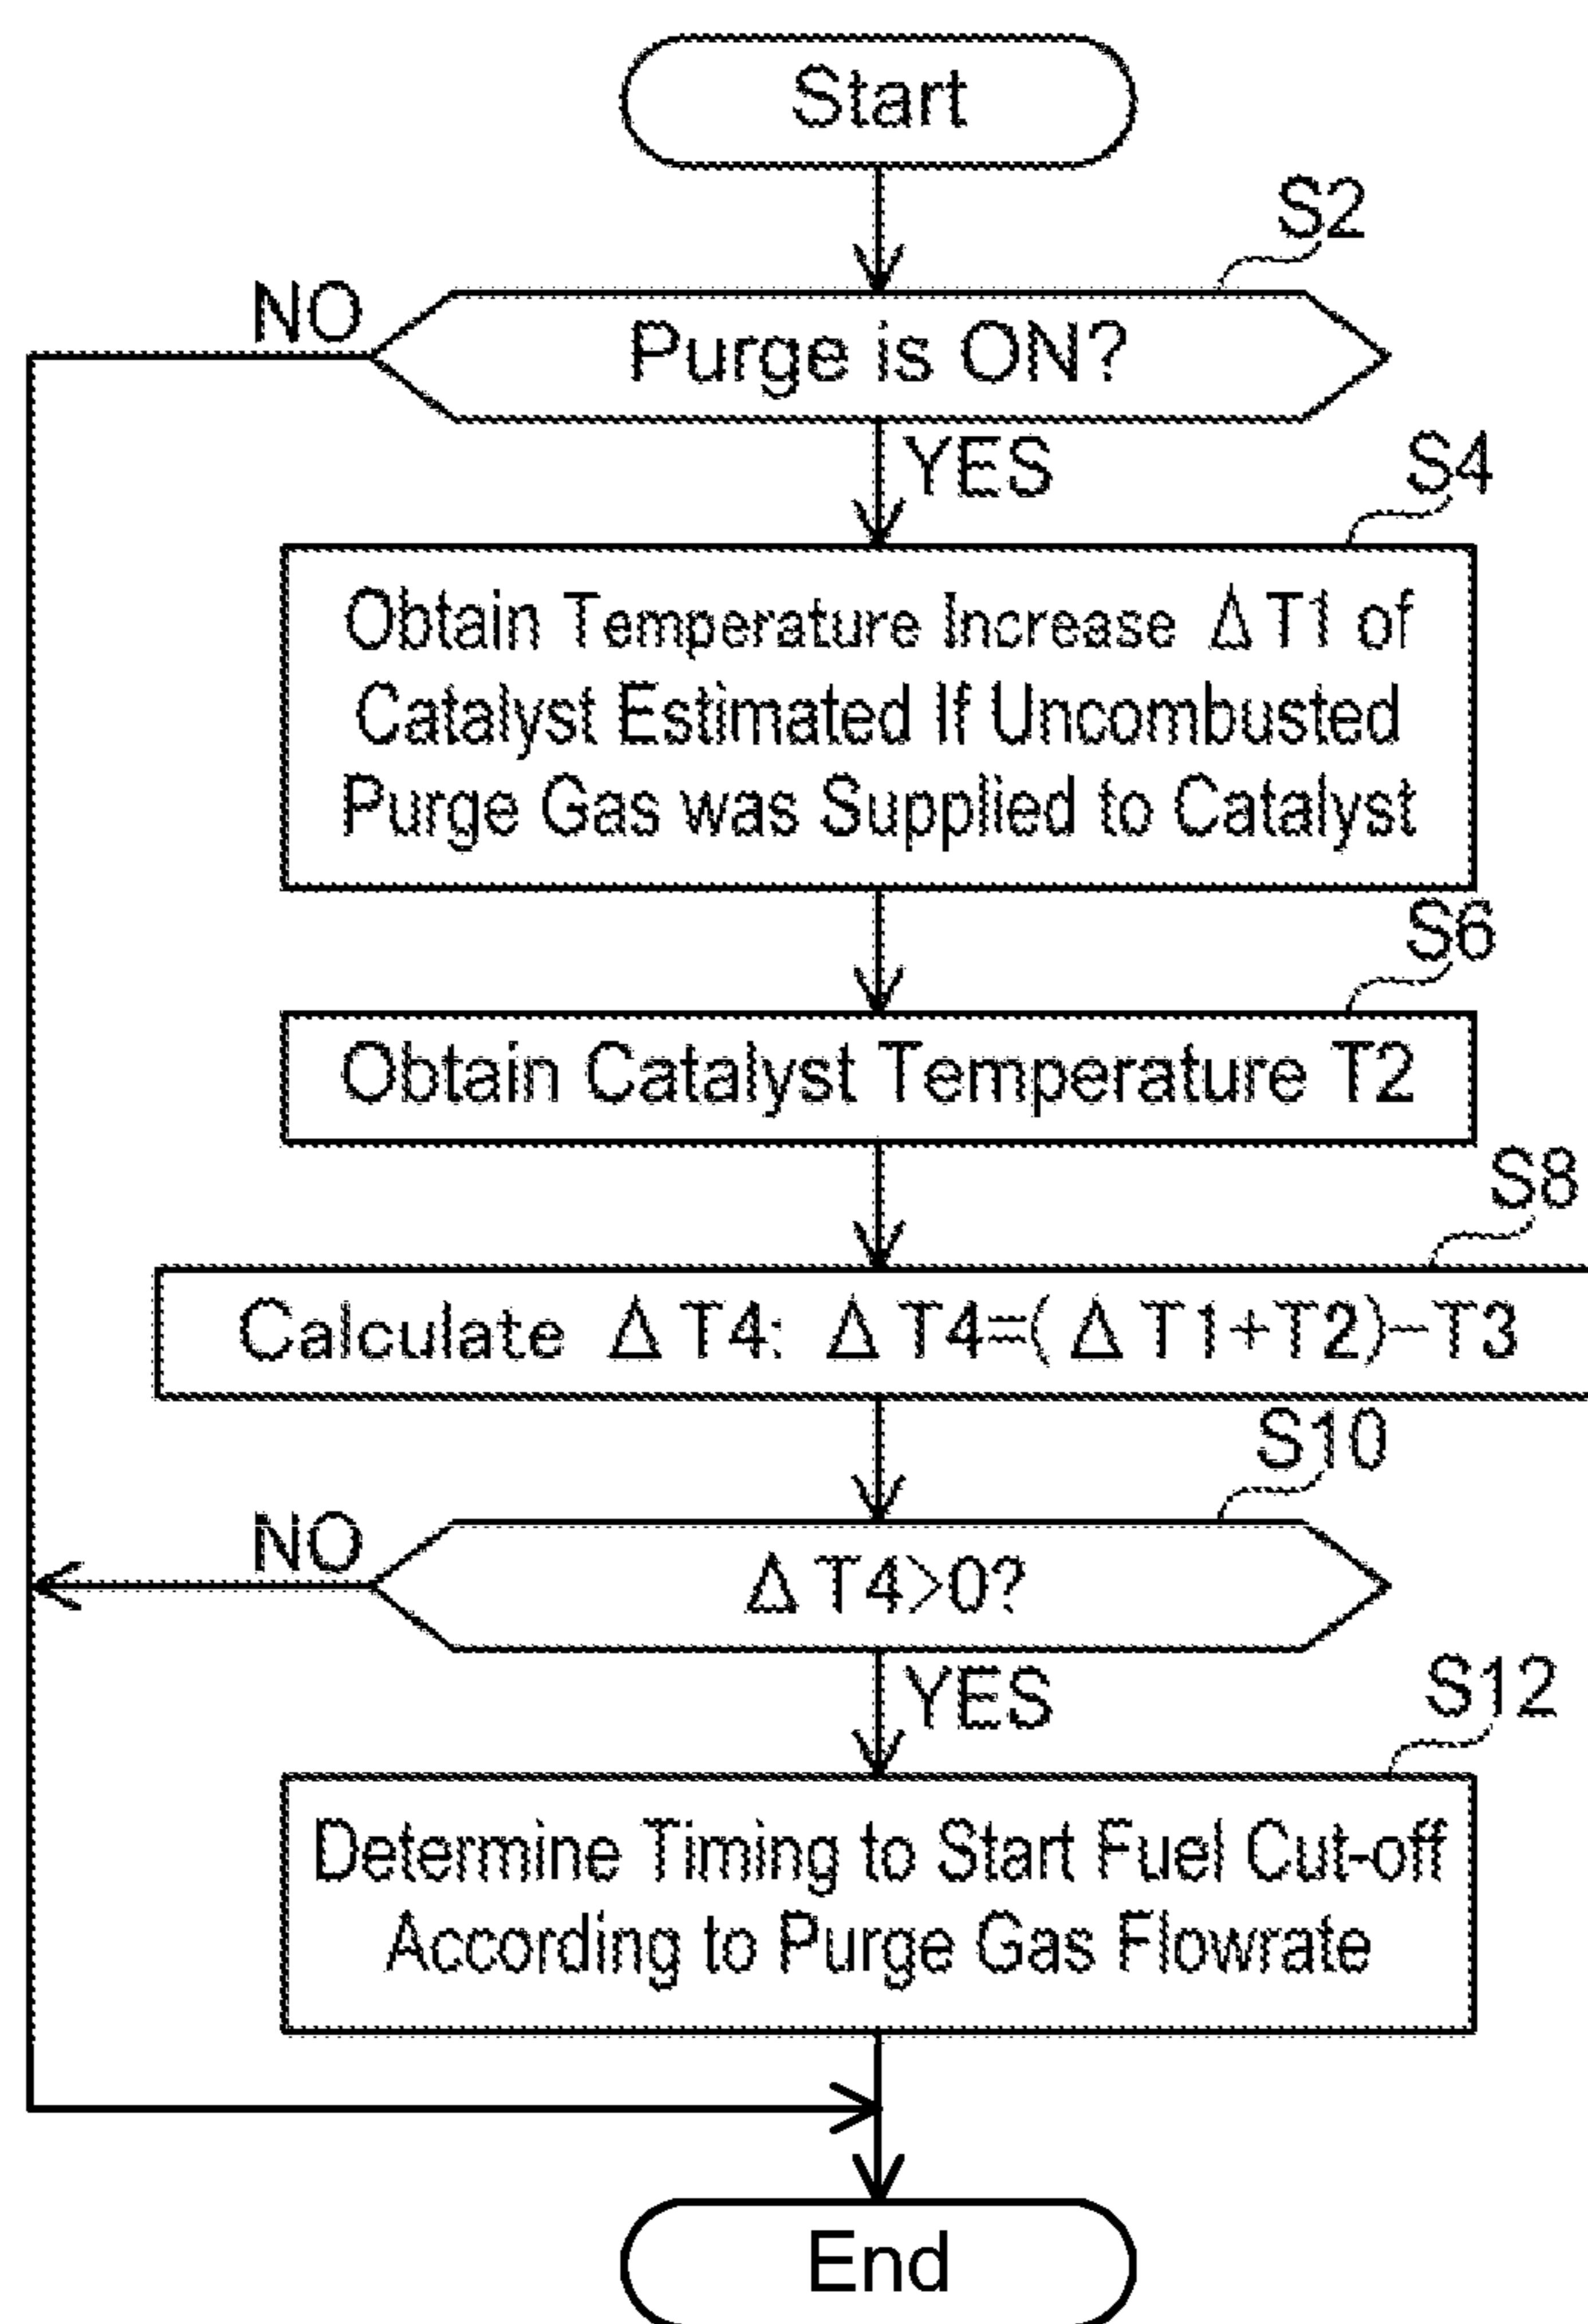 Start
S2
NO
Purge is ON?
YES
S4
Obtain Temperature Increase ΔT1 of
Catalyst Estimated If Uncombusted
Purge Gas was Supplied to Catalyst
S6
Obtain Catalyst Temperature T2
S8
Calculate ΔT4: ΔT4=(ΔT1+T2)-T3
S10
NO
ΔT4>0?
YES
S12
Determine Timing to Start Fuel Cut-off
According to Purge Gas Flowrate
End